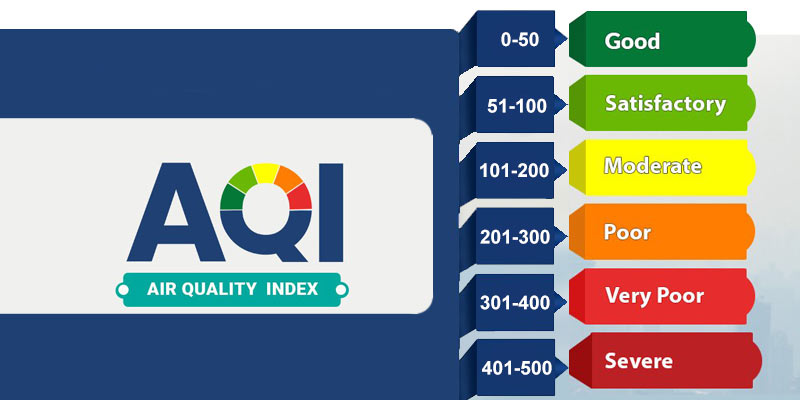 AQI
AIR QUALITY INDEX
0-50 Good
51-100 Satisfactory
101-200 Moderate
201-300 Poor
301-400 Very Poor
401-500 Severe